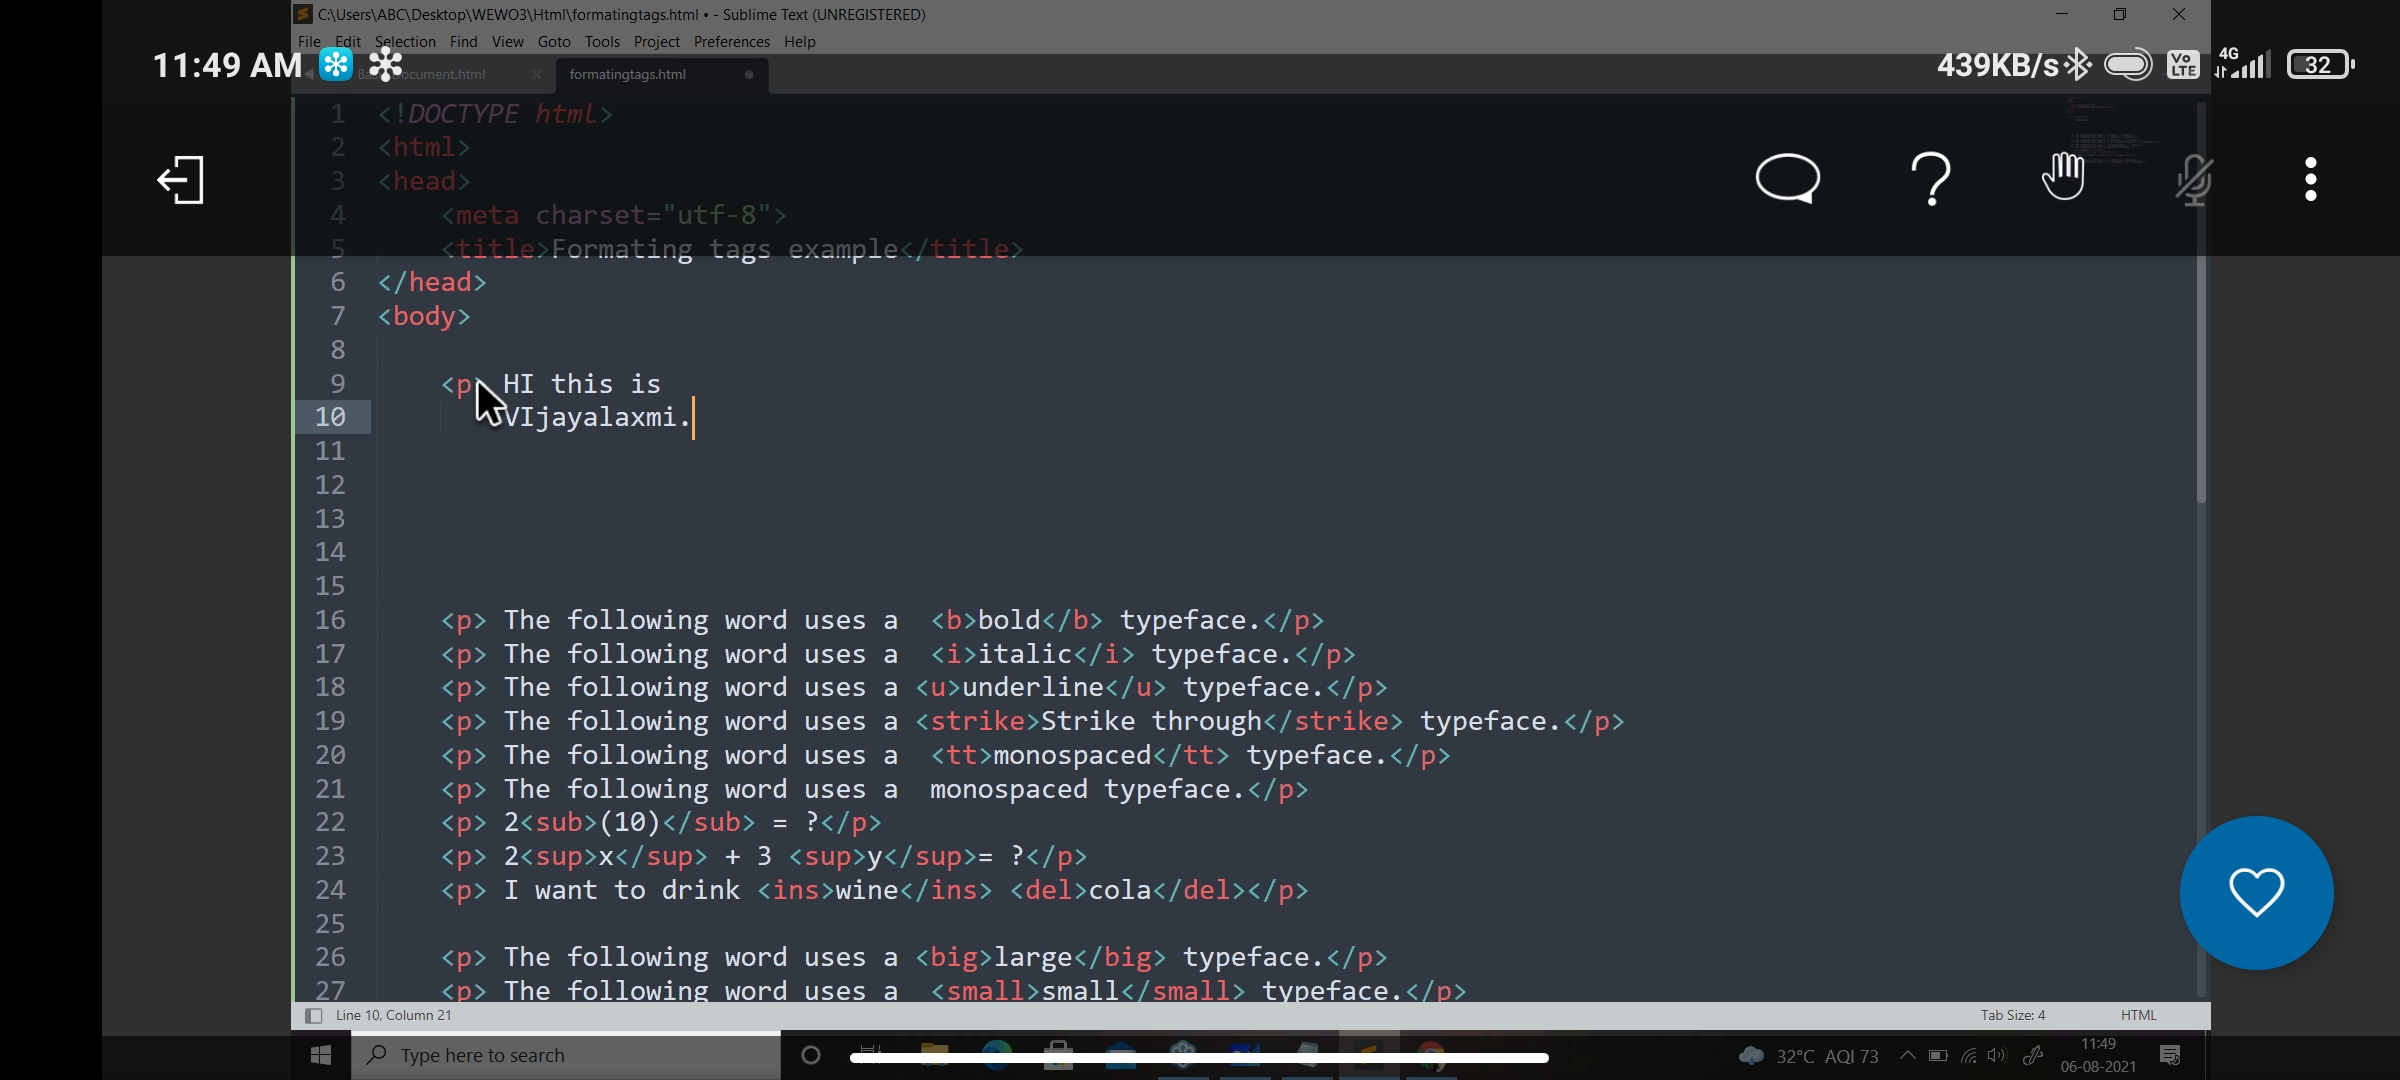 C:\Users\ABC\Desktop\WEWO3\Html\formatingtags.html • - Sublime Text (UNREGISTERED)
File Edit Selection Find View Goto Tools Project Preferences Help
11:49 AM
439KB/s Vo LTE 4G 32
ocument.html × formatingtags.html
1 <!DOCTYPE html>
2 <html>
3 <head>
4 <meta charset="utf-8">
5 <title>Formating tags example</title>
6 </head>
7 <body>
8
9 <p> HI this is
10 VIjayalaxmi.
11
12
13
14
15
16 <p> The following word uses a <b>bold</b> typeface.</p>
17 <p> The following word uses a <i>italic</i> typeface.</p>
18 <p> The following word uses a <u>underline</u> typeface.</p>
19 <p> The following word uses a <strike>Strike through</strike> typeface.</p>
20 <p> The following word uses a <tt>monospaced</tt> typeface.</p>
21 <p> The following word uses a monospaced typeface.</p>
22 <p> 2<sub>(10)</sub> = ?</p>
23 <p> 2<sup>x</sup> + 3 <sup>y</sup>= ?</p>
24 <p> I want to drink <ins>wine</ins> <del>cola</del></p>
25
26 <p> The following word uses a <big>large</big> typeface.</p>
27 <p> The following word uses a <small>small</small> typeface.</p>
Line 10, Column 21 Tab Size: 4 HTML
Type here to search
32°C AQI 73
11:49
06-08-2021